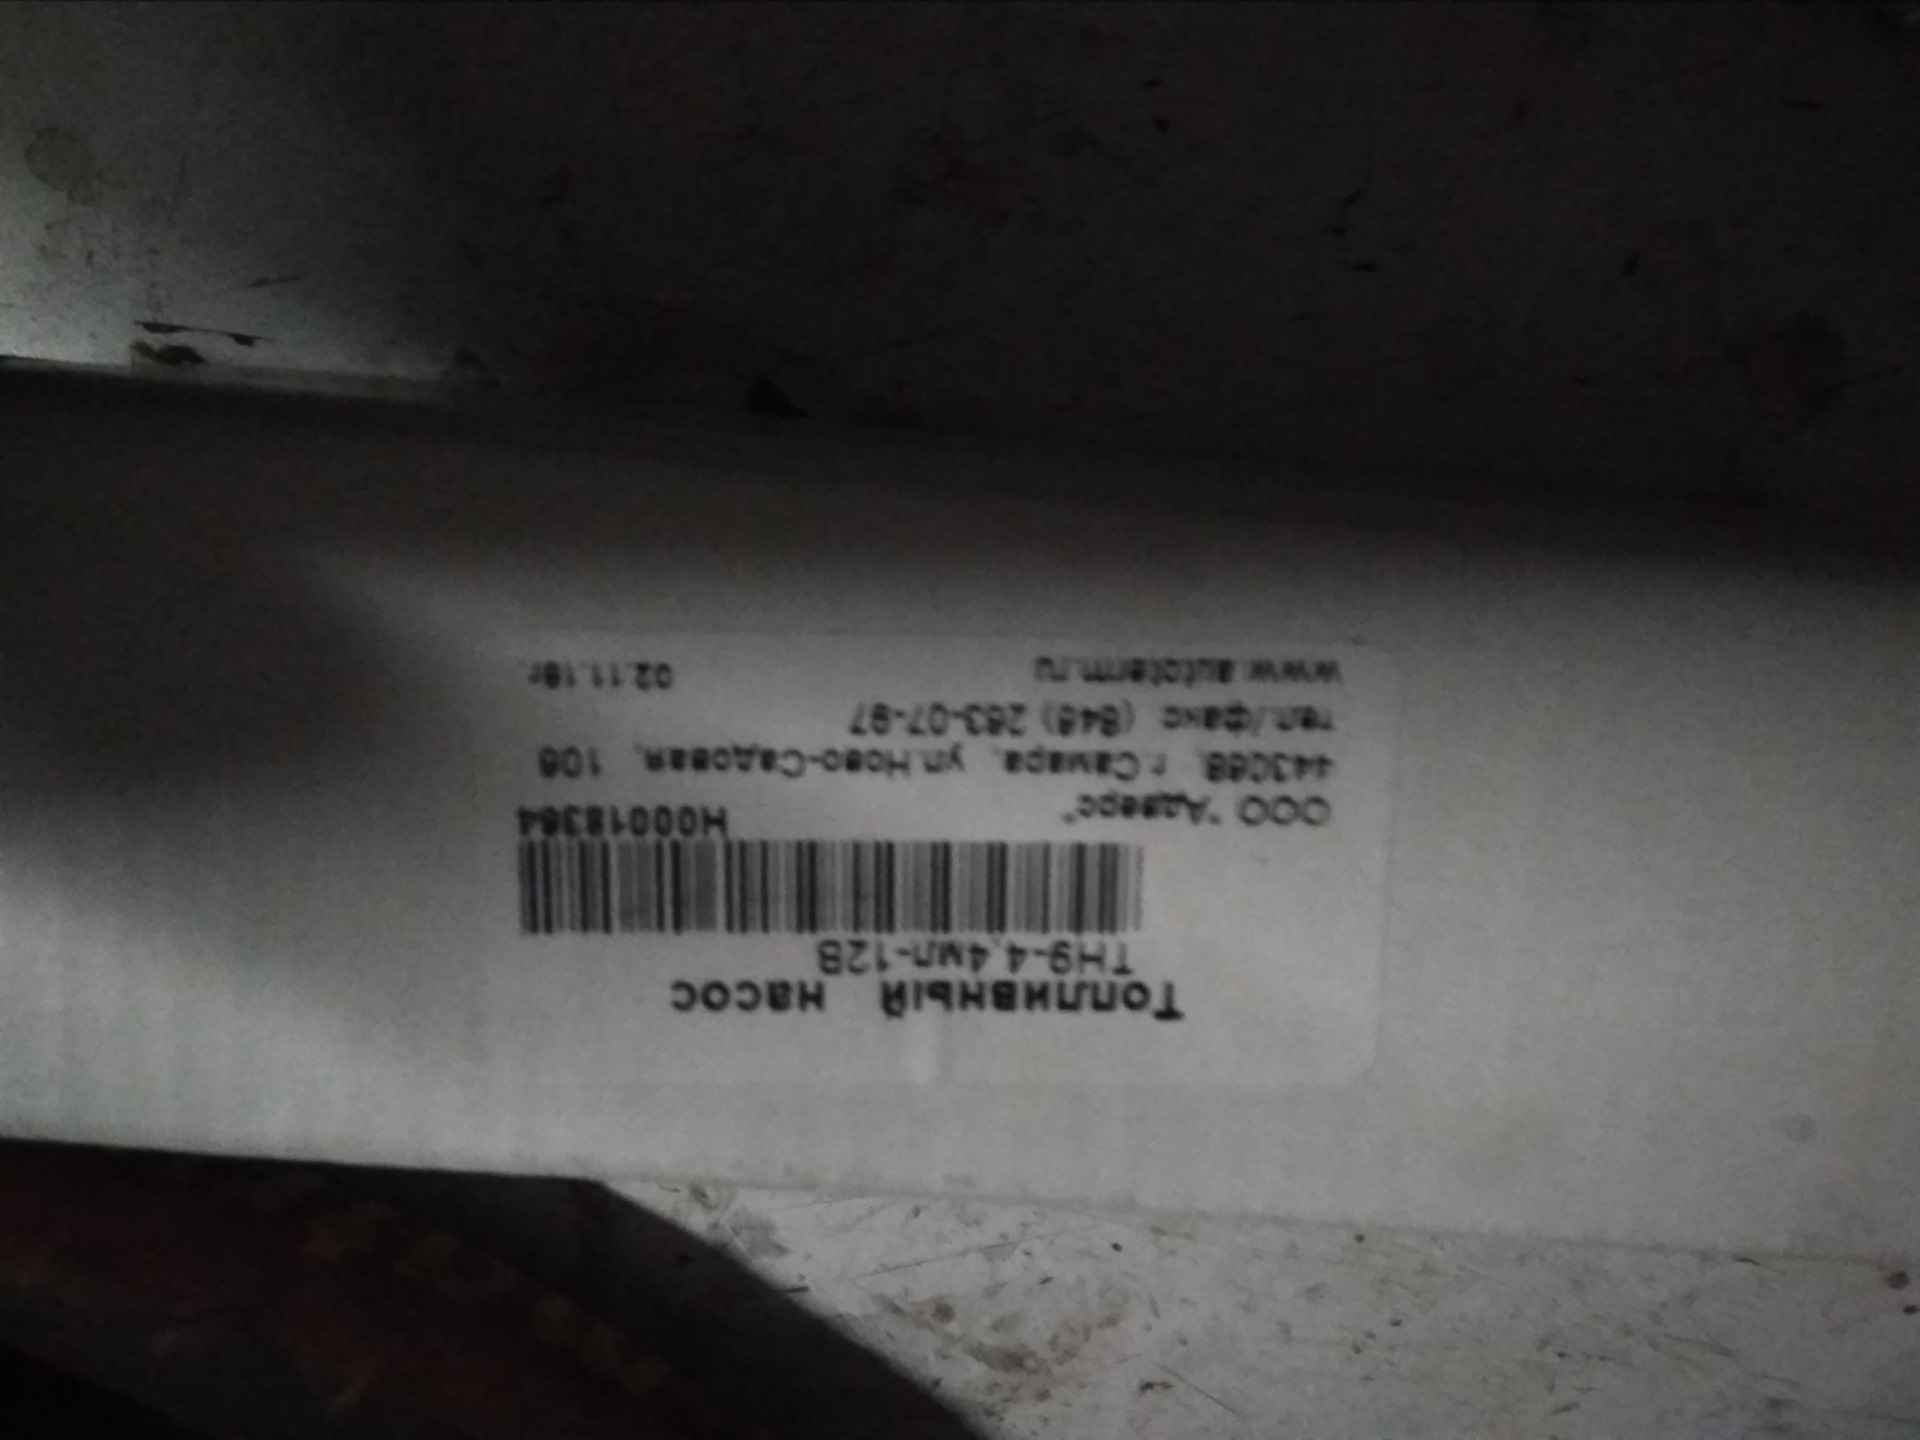 Топливный насос
ТН9-4,4мл-12В
Н00018364
ООО "Адверс"
443068, г.Самара, ул.Ново-Садовая, 106
тел./факс (846) 263-07-97
www.autoterm.ru 02.11.18г.